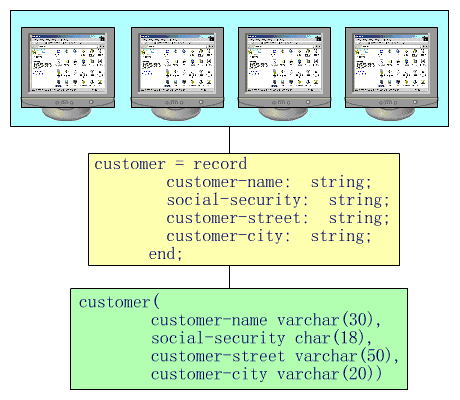 customer = record
customer-name: string;
social-security: string;
customer-street: string;
customer-city: string;
end;
customer(
customer-name varchar(30),
social-security char(18),
customer-street varchar(50),
customer-city varchar(20))